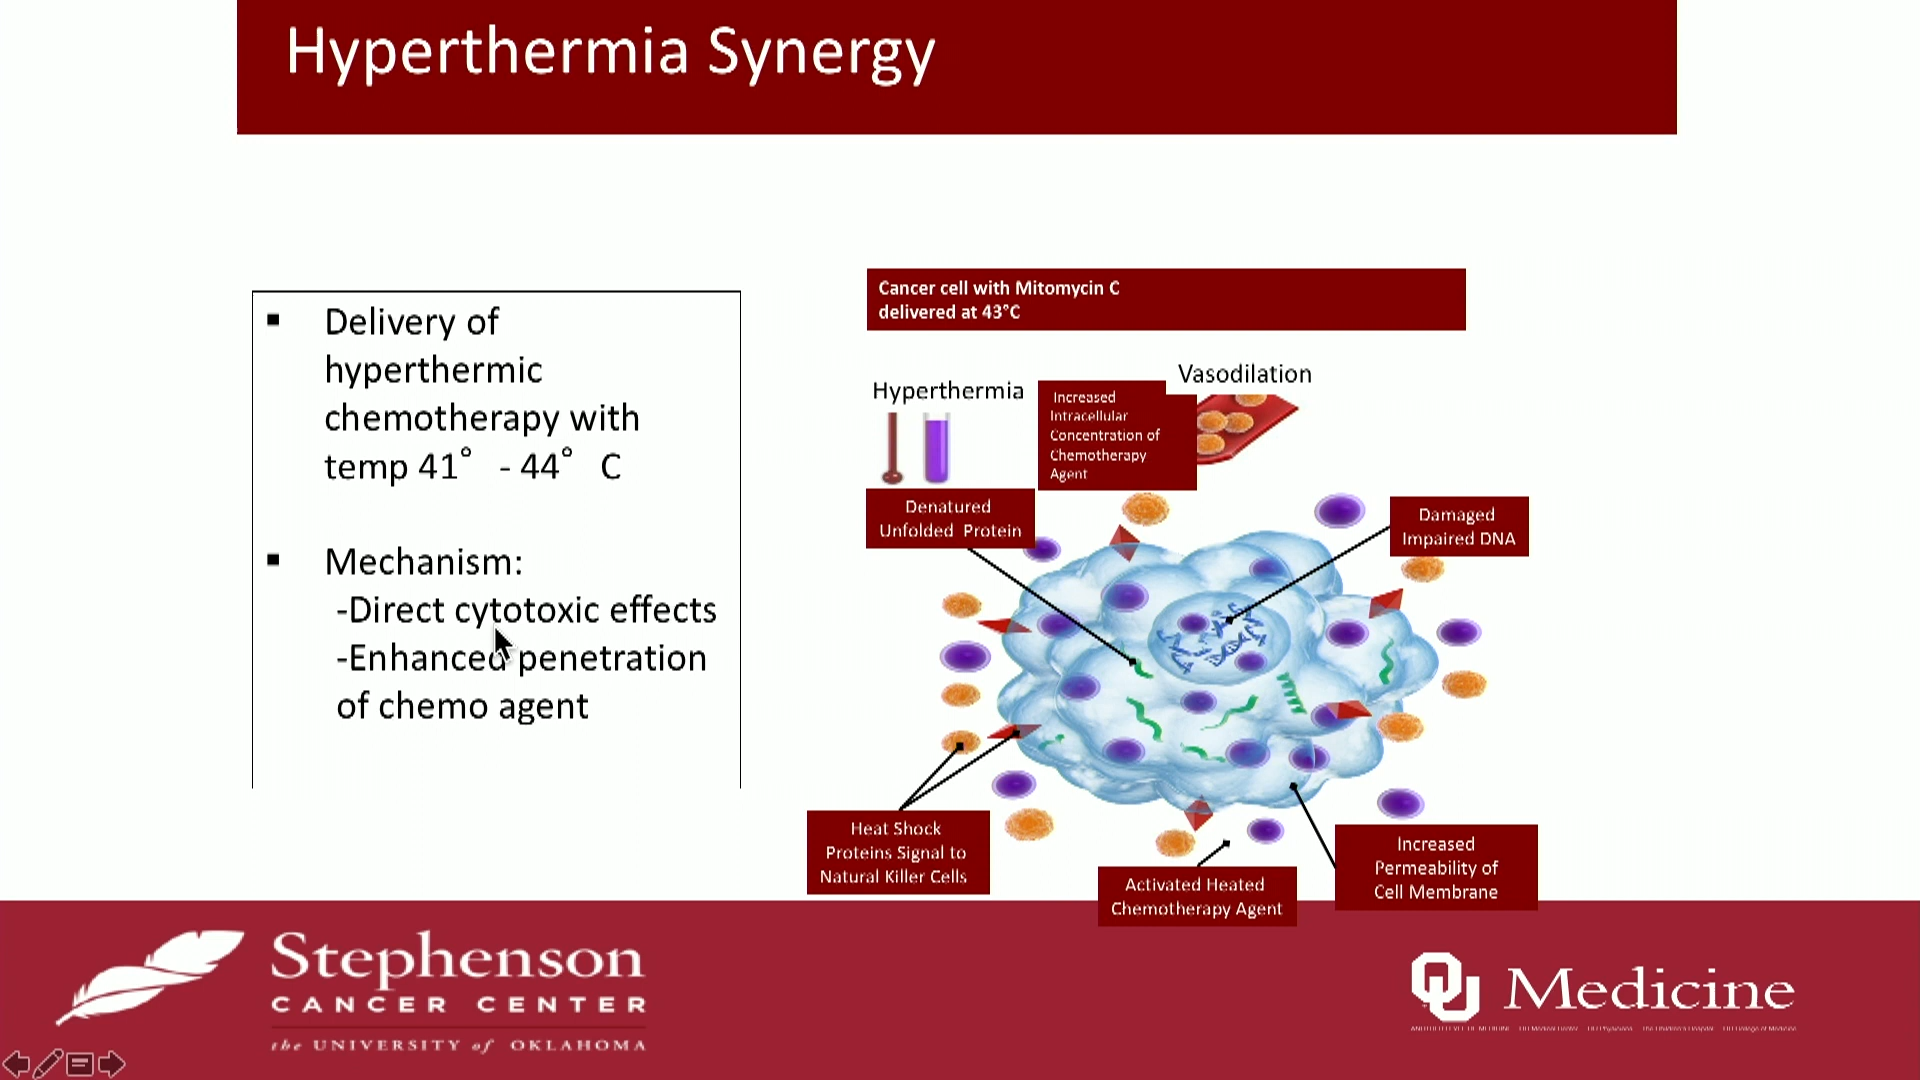 Hyperthermia Synergy
Delivery of
hyperthermic
chemotherapy with
temp 41° - 44° C
Mechanism:
-Direct cytotoxic effects
-Enhanced penetration
of chemo agent
Cancer cell with Mitomycin C
delivered at 43°C
Hyperthermia
Vasodilation
Increased
Intracellular
Concentration of
Chemotherapy
Agent
Denatured
Unfolded Protein
Damaged
Impaired DNA
Heat Shock
Proteins Signal to
Natural Killer Cells
Activated Heated
Chemotherapy Agent
Increased
Permeability of
Cell Membrane
Stephenson
CANCER CENTER
the UNIVERSITY of OKLAHOMA
OU Medicine